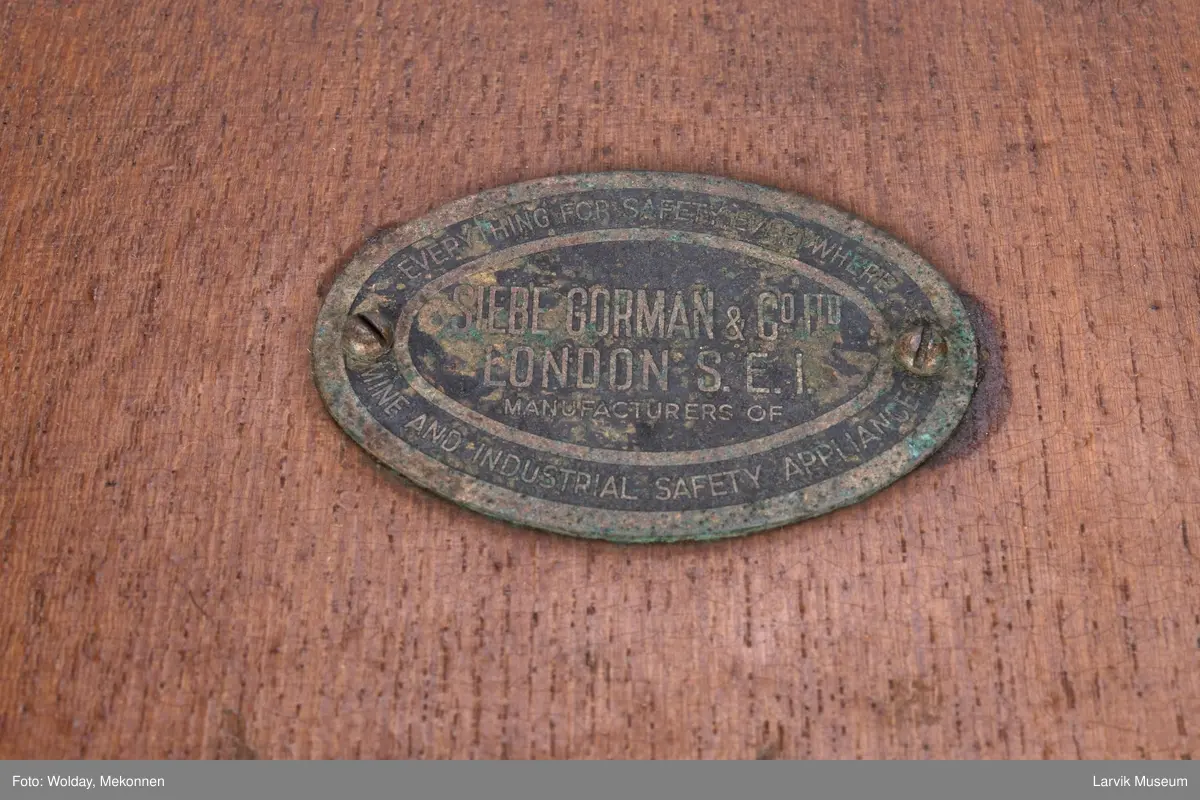 EVERYTHING FOR SAFETY EVERYWHERE
SIEBE GORMAN & Co. LTD
LONDON S. E. 1.
MANUFACTURERS OF
MINE AND INDUSTRIAL SAFETY APPLIANCES
Foto: Wolday, Mekonnen
Larvik Museum